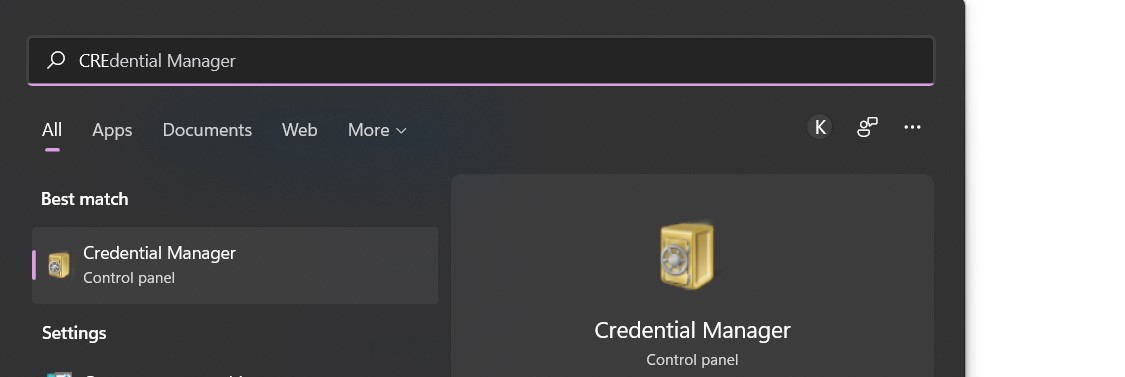 CREdential Manager
All Apps Documents Web More K
Best match
Credential Manager
Control panel
Settings
Credential Manager
Control panel